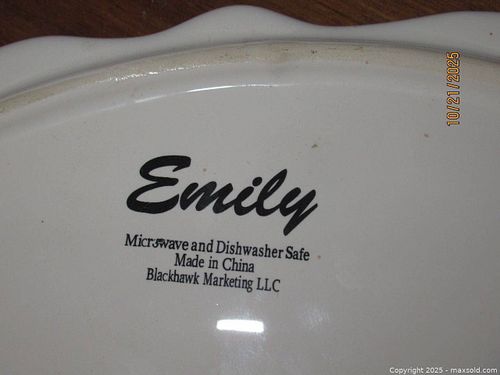 10/21/2025
Emily
Microwave and Dishwasher Safe
Made in China
Blackhawk Marketing LLC
Copyright 2025 - maxsold.com